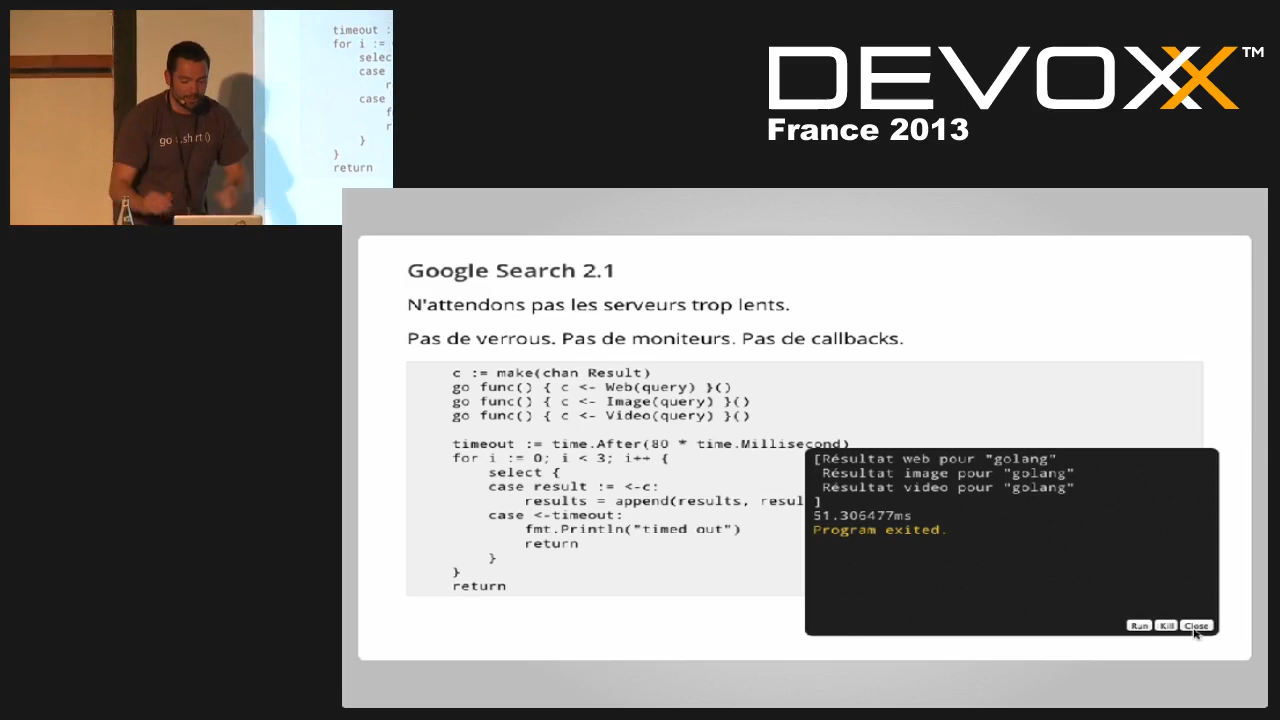 timeout :
for i :=
selec
case
r
case
f
r
}
}
return
DEVOXX™
France 2013
Google Search 2.1
N'attendons pas les serveurs trop lents.
Pas de verrous. Pas de moniteurs. Pas de callbacks.
c := make(chan Result)
go func() { c <- Web(query) }()
go func() { c <- Image(query) }()
go func() { c <- Video(query) }()
timeout := time.After(80 * time.Millisecond)
for i := 0; i < 3; i++ {
select {
case result := <-c:
results = append(results, resul
case <-timeout:
fmt.Println("timed out")
return
}
}
return
[Résultat web pour "golang"
Résultat image pour "golang"
Résultat video pour "golang"
]
51.306477ms
Program exited.
Run Kill Close